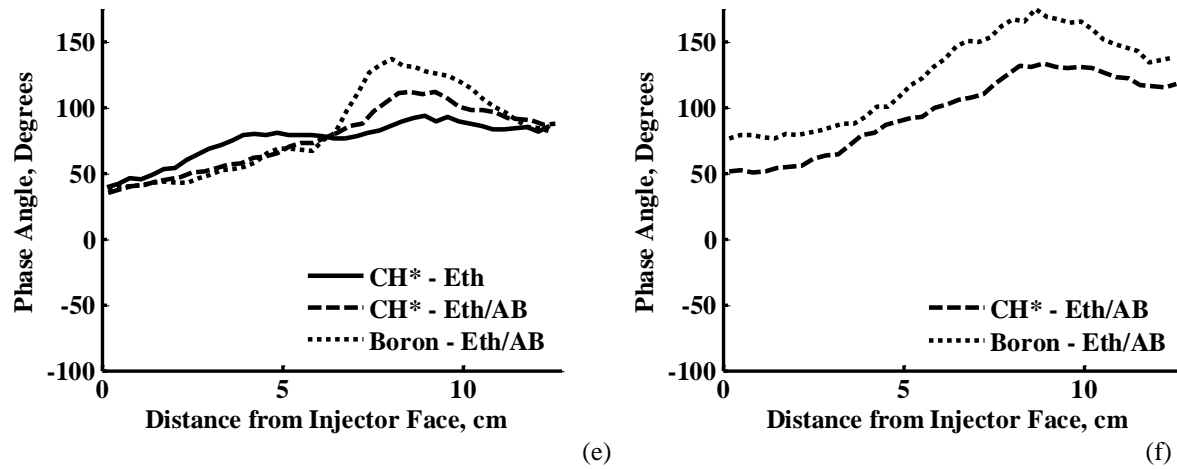 150
100
50
0
-50
-100
Phase Angle, Degrees
CH* - Eth
CH* - Eth/AB
Boron - Eth/AB
0 5 10
Distance from Injector Face, cm
(e)
150
100
50
0
-50
-100
Phase Angle, Degrees
CH* - Eth/AB
Boron - Eth/AB
0 5 10
Distance from Injector Face, cm
(f)